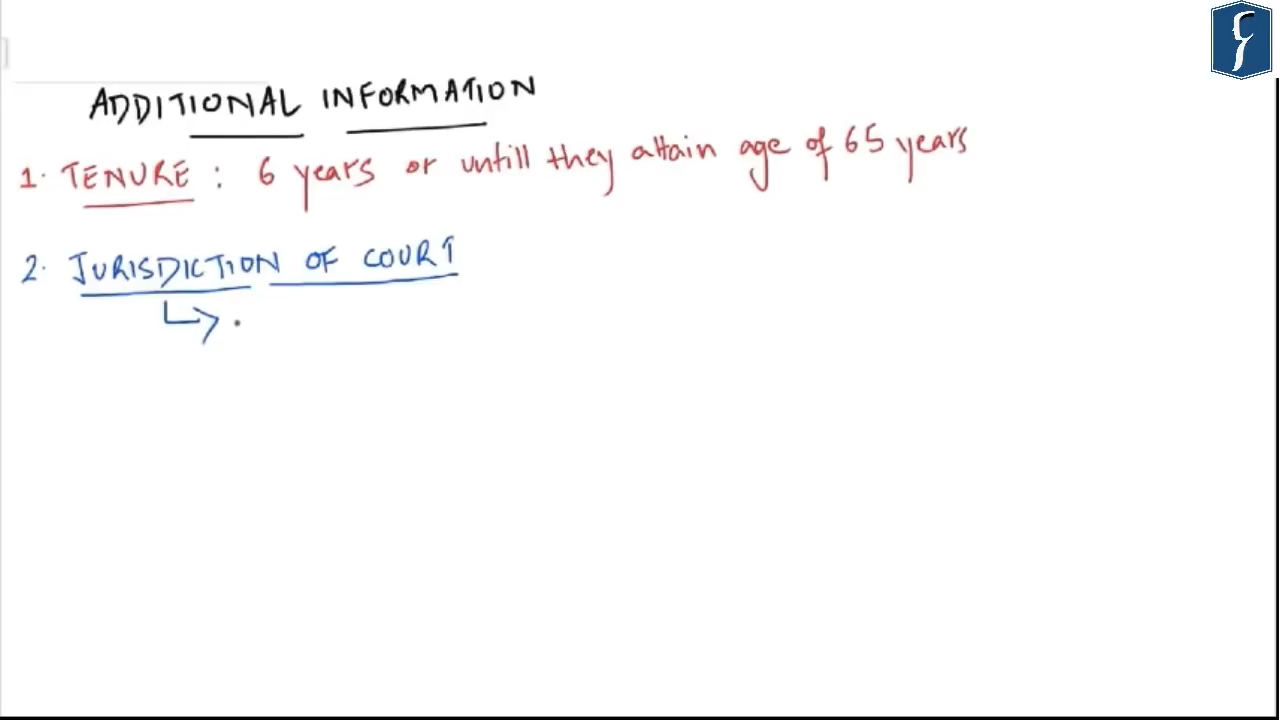 ADDITIONAL INFORMATION
1. TENURE : 6 years or untill they attain age of 65 years
2. JURISDICTION OF COURT